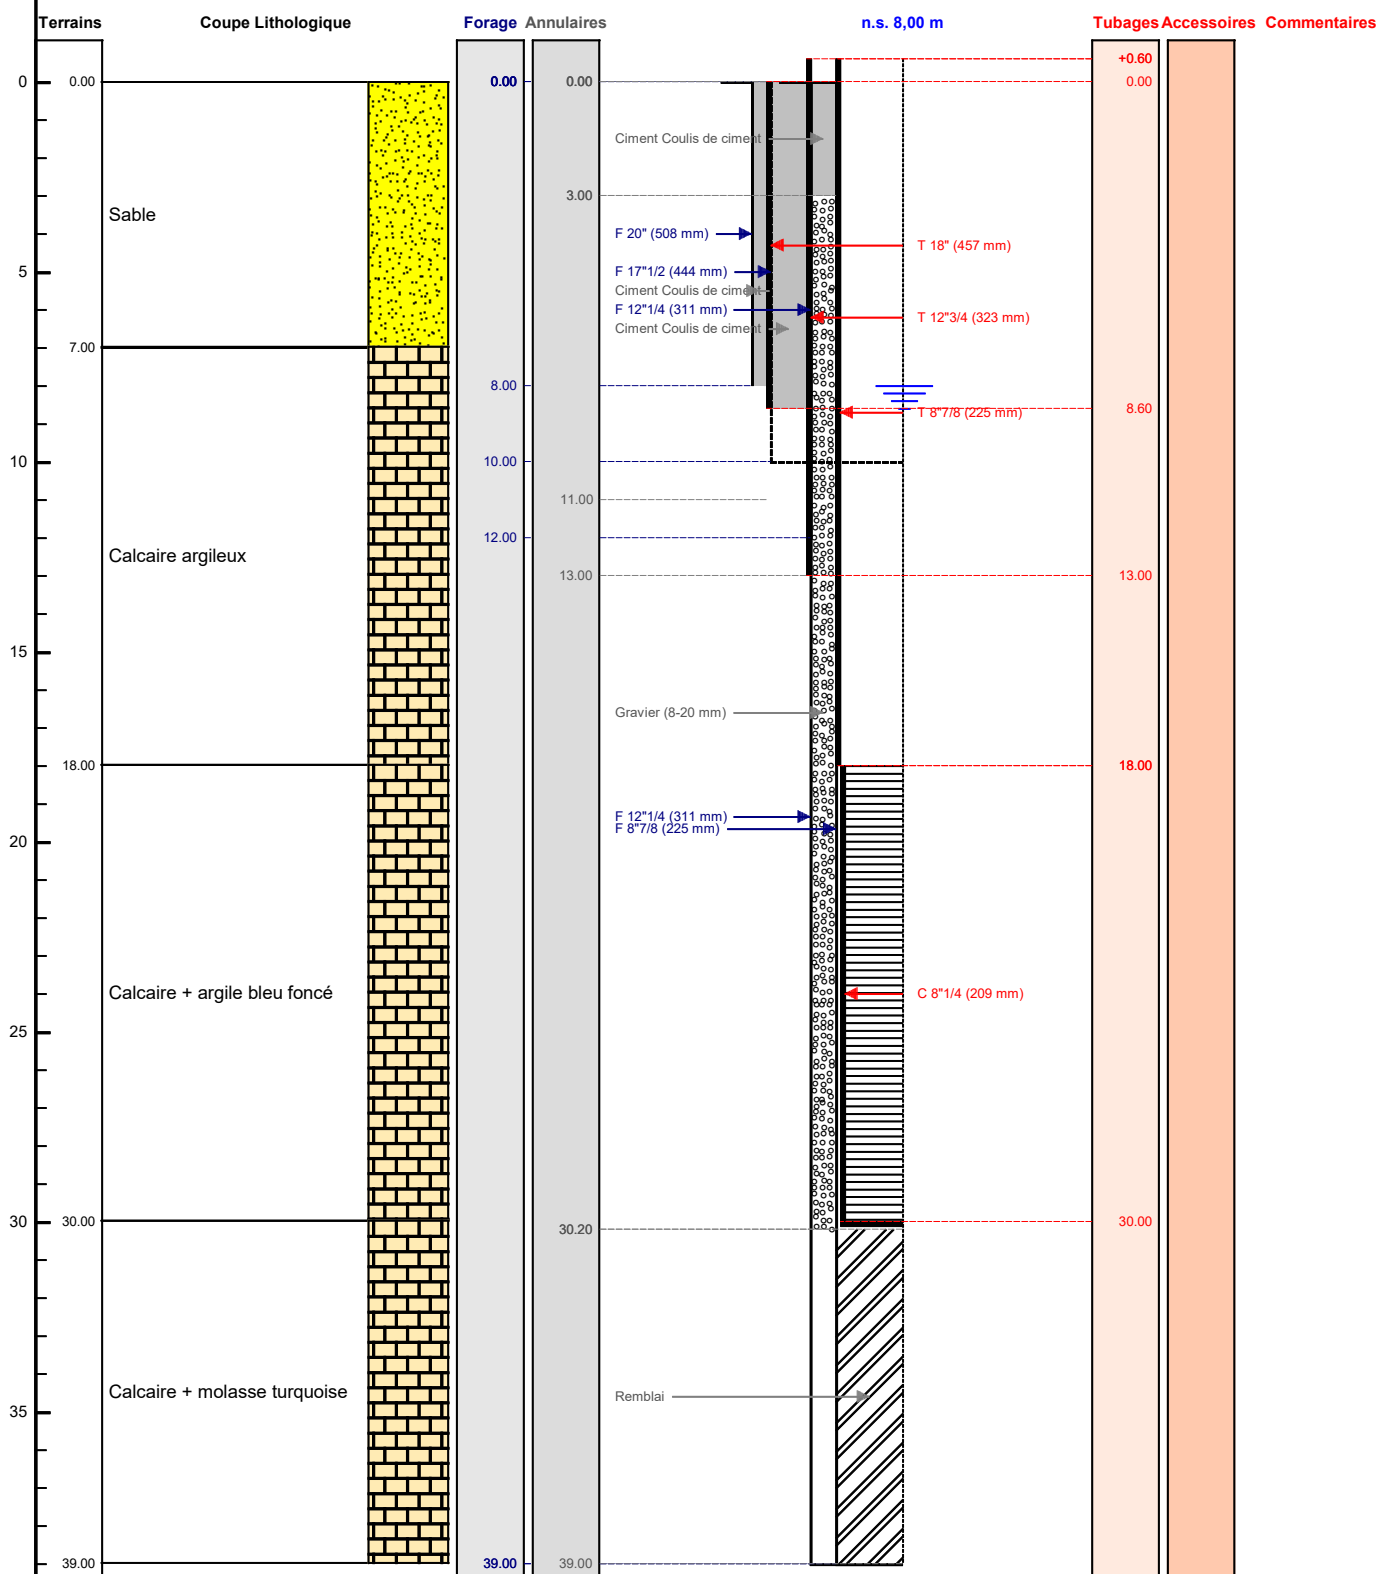 Terrains Coupe Lithologique Forage Annulaires n.s. 8,00 m Tubages Accessoires Commentaires
+0.60
0 0.00 0.00 0.00 0.00
Ciment Coulis de ciment
3.00
Sable
F 20" (508 mm)
T 18" (457 mm)
5 F 17"1/2 (444 mm)
Ciment Coulis de ciment
F 12"1/4 (311 mm)
T 12"3/4 (323 mm)
Ciment Coulis de ciment
7.00
8.00
8.60
T 8"7/8 (225 mm)
10 10.00
11.00
12.00
Calcaire argileux
13.00 13.00
15
Gravier (8-20 mm)
18.00 18.00
F 12"1/4 (311 mm)
F 8"7/8 (225 mm)
20
Calcaire + argile bleu foncé
C 8"1/4 (209 mm)
25
30 30.00 30.00
30.20
Calcaire + molasse turquoise
Remblai
35
39.00 39.00 39.00